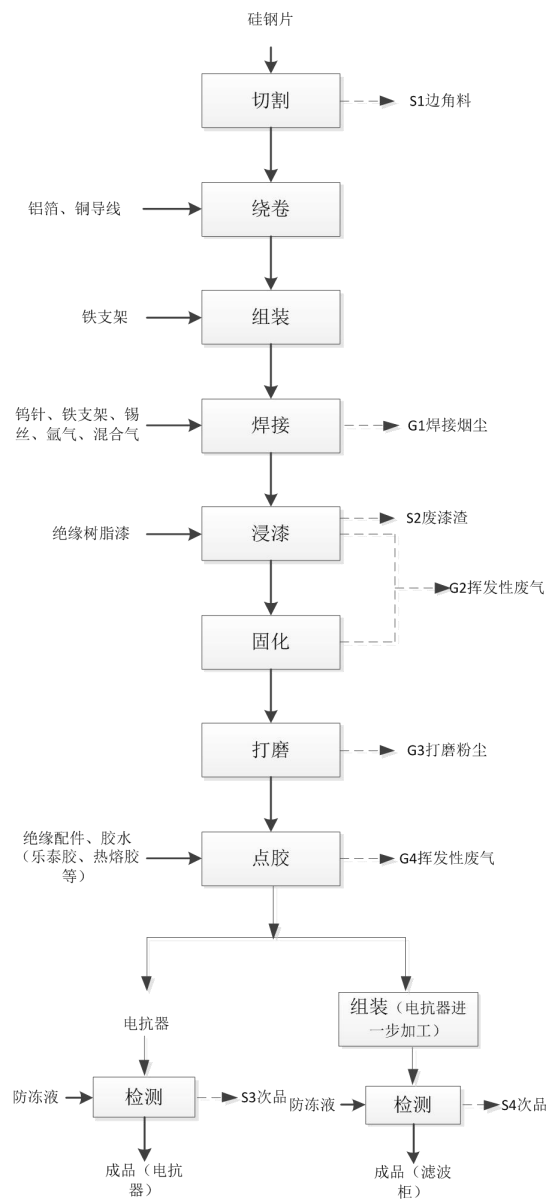 硅钢片
切割
S1边角料
铝箔、铜导线
绕卷
铁支架
组装
钨针、铁支架、锡
丝、氩气、混合气
焊接
G1焊接烟尘
绝缘树脂漆
浸漆
S2废漆渣
G2挥发性废气
固化
打磨
G3打磨粉尘
绝缘配件、胶水
（乐泰胶、热熔胶
等）
点胶
G4挥发性废气
电抗器
组装（电抗器进
一步加工）
防冻液
检测
S3次品
防冻液
检测
S4次品
成品（电抗
器）
成品（滤波
柜）